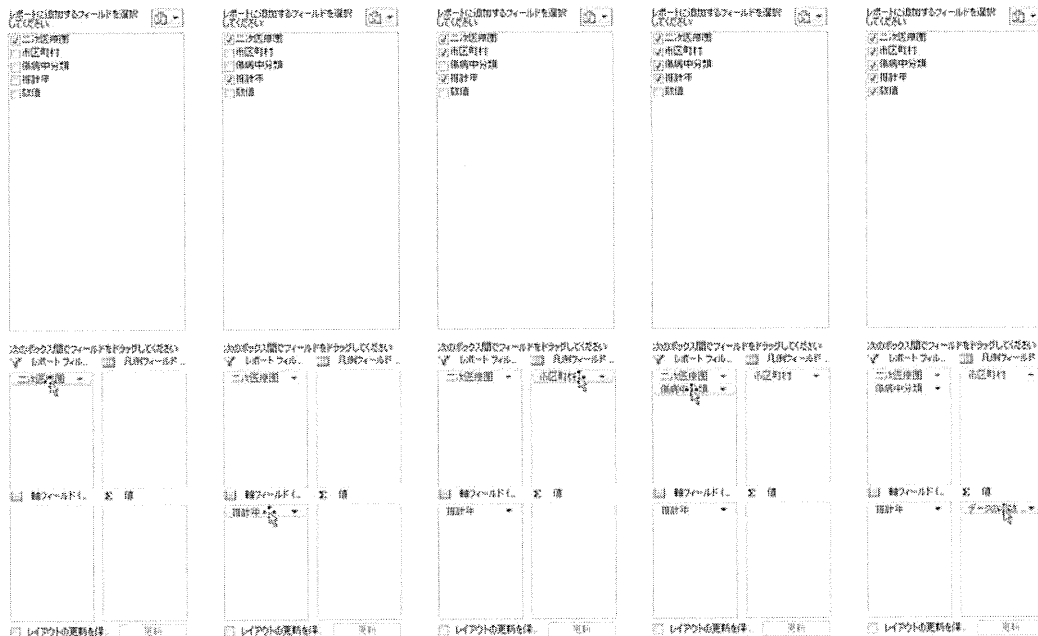 レポートに追加するフィールドを選択
してください
二次医療圏
市区町村
傷病中分類
推計年
数値
次のボックス間でフィールドをドラッグしてください
レポート フィル...
凡例フィールド ...
二次医療圏
軸フィールド (...
Σ 値
レイアウトの更新を保...
更新
レポートに追加するフィールドを選択
してください
二次医療圏
市区町村
傷病中分類
推計年
数値
次のボックス間でフィールドをドラッグしてください
レポート フィル...
凡例フィールド ...
二次医療圏
軸フィールド (...
Σ 値
推計年
レイアウトの更新を保...
更新
レポートに追加するフィールドを選択
してください
二次医療圏
市区町村
傷病中分類
推計年
数値
次のボックス間でフィールドをドラッグしてください
レポート フィル...
凡例フィールド ...
二次医療圏
市区町村
軸フィールド (...
Σ 値
推計年
レイアウトの更新を保...
更新
レポートに追加するフィールドを選択
してください
二次医療圏
市区町村
傷病中分類
推計年
数値
次のボックス間でフィールドをドラッグしてください
レポート フィル...
凡例フィールド ...
二次医療圏
市区町村
傷病中分類
軸フィールド (...
Σ 値
推計年
レイアウトの更新を保...
更新
レポートに追加するフィールドを選択
してください
二次医療圏
市区町村
傷病中分類
推計年
数値
次のボックス間でフィールドをドラッグしてください
レポート フィル...
凡例フィールド ...
二次医療圏
市区町村
傷病中分類
軸フィールド (...
Σ 値
推計年
データの
レイアウトの更新を保...
更新